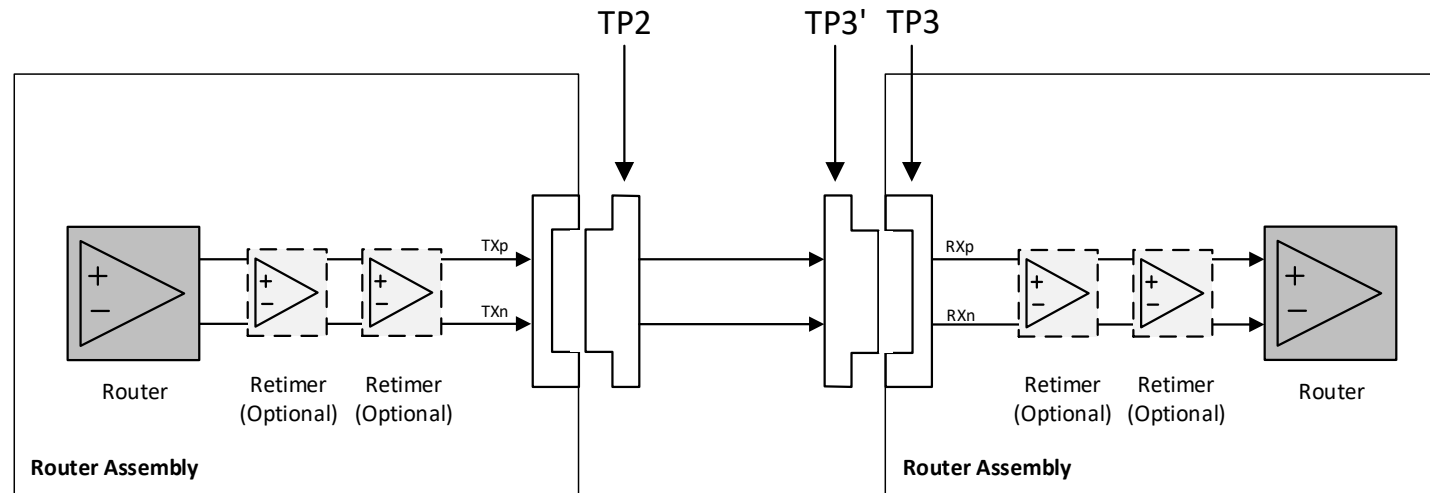 TP2
TP3'
TP3
TXp
TXn
RXp
RXn
+
−
+
−
+
−
+
−
+
−
+
−
Router
Retimer
(Optional)
Retimer
(Optional)
Retimer
(Optional)
Retimer
(Optional)
Router
Router Assembly
Router Assembly